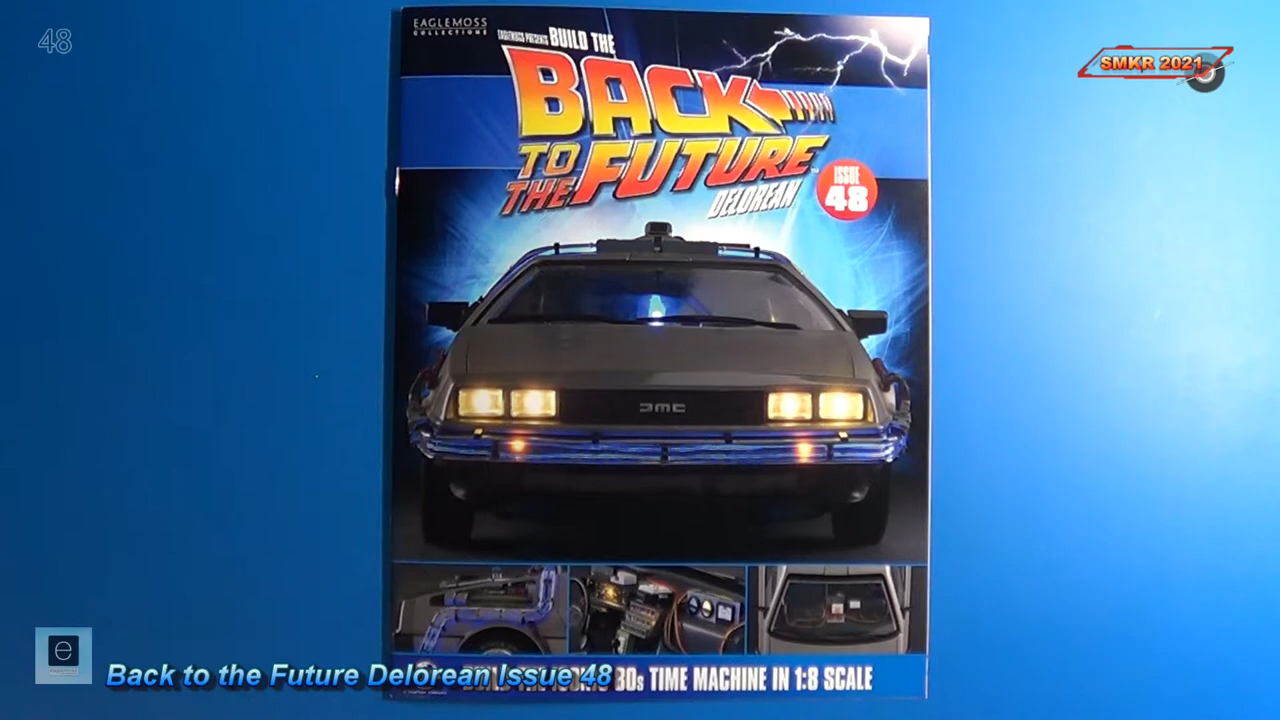 48
EAGLEMOSS
COLLECTIONS
EAGLEMOSS PRESENTS BUILD THE
BACK
TO
THE FUTURE
DELOREAN
ISSUE
48
SMKR 2021
DMC
e
Back to the Future Delorean Issue 48
80s TIME MACHINE IN 1:8 SCALE